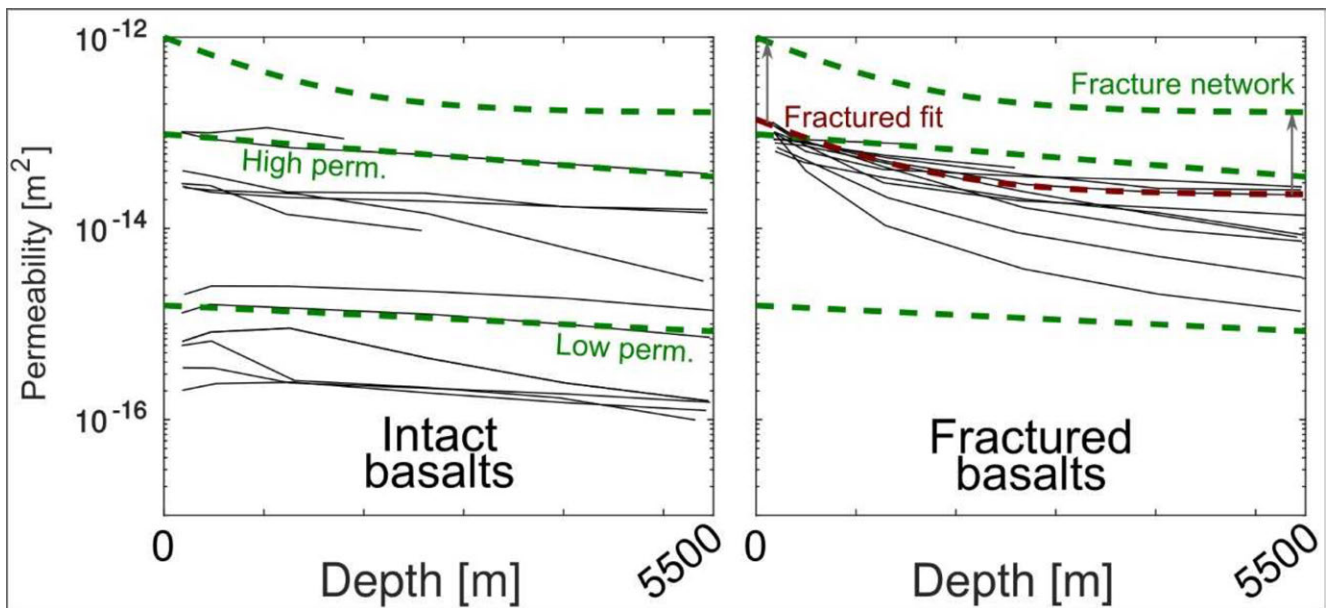 Permeability [m²]
10⁻¹²
10⁻¹⁴
10⁻¹⁶
High perm.
Low perm.
Intact
basalts
0
5500
Depth [m]
Fracture network
Fractured fit
Fractured
basalts
0
5500
Depth [m]